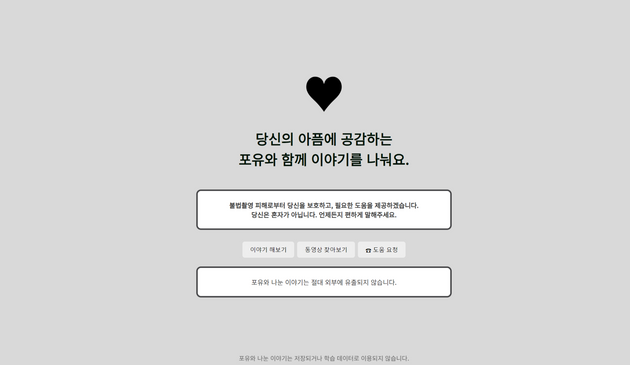 당신의 아픔에 공감하는
포유와 함께 이야기를 나눠요.
불법촬영 피해로부터 당신을 보호하고, 필요한 도움을 제공하겠습니다.
당신은 혼자가 아닙니다. 언제든지 편하게 말해주세요.
이야기 해보기 동영상 찾아보기 ☎ 도움 요청
포유와 나눈 이야기는 절대 외부에 유출되지 않습니다.
포유와 나눈 이야기는 저장되거나 학습 데이터로 이용되지 않습니다.